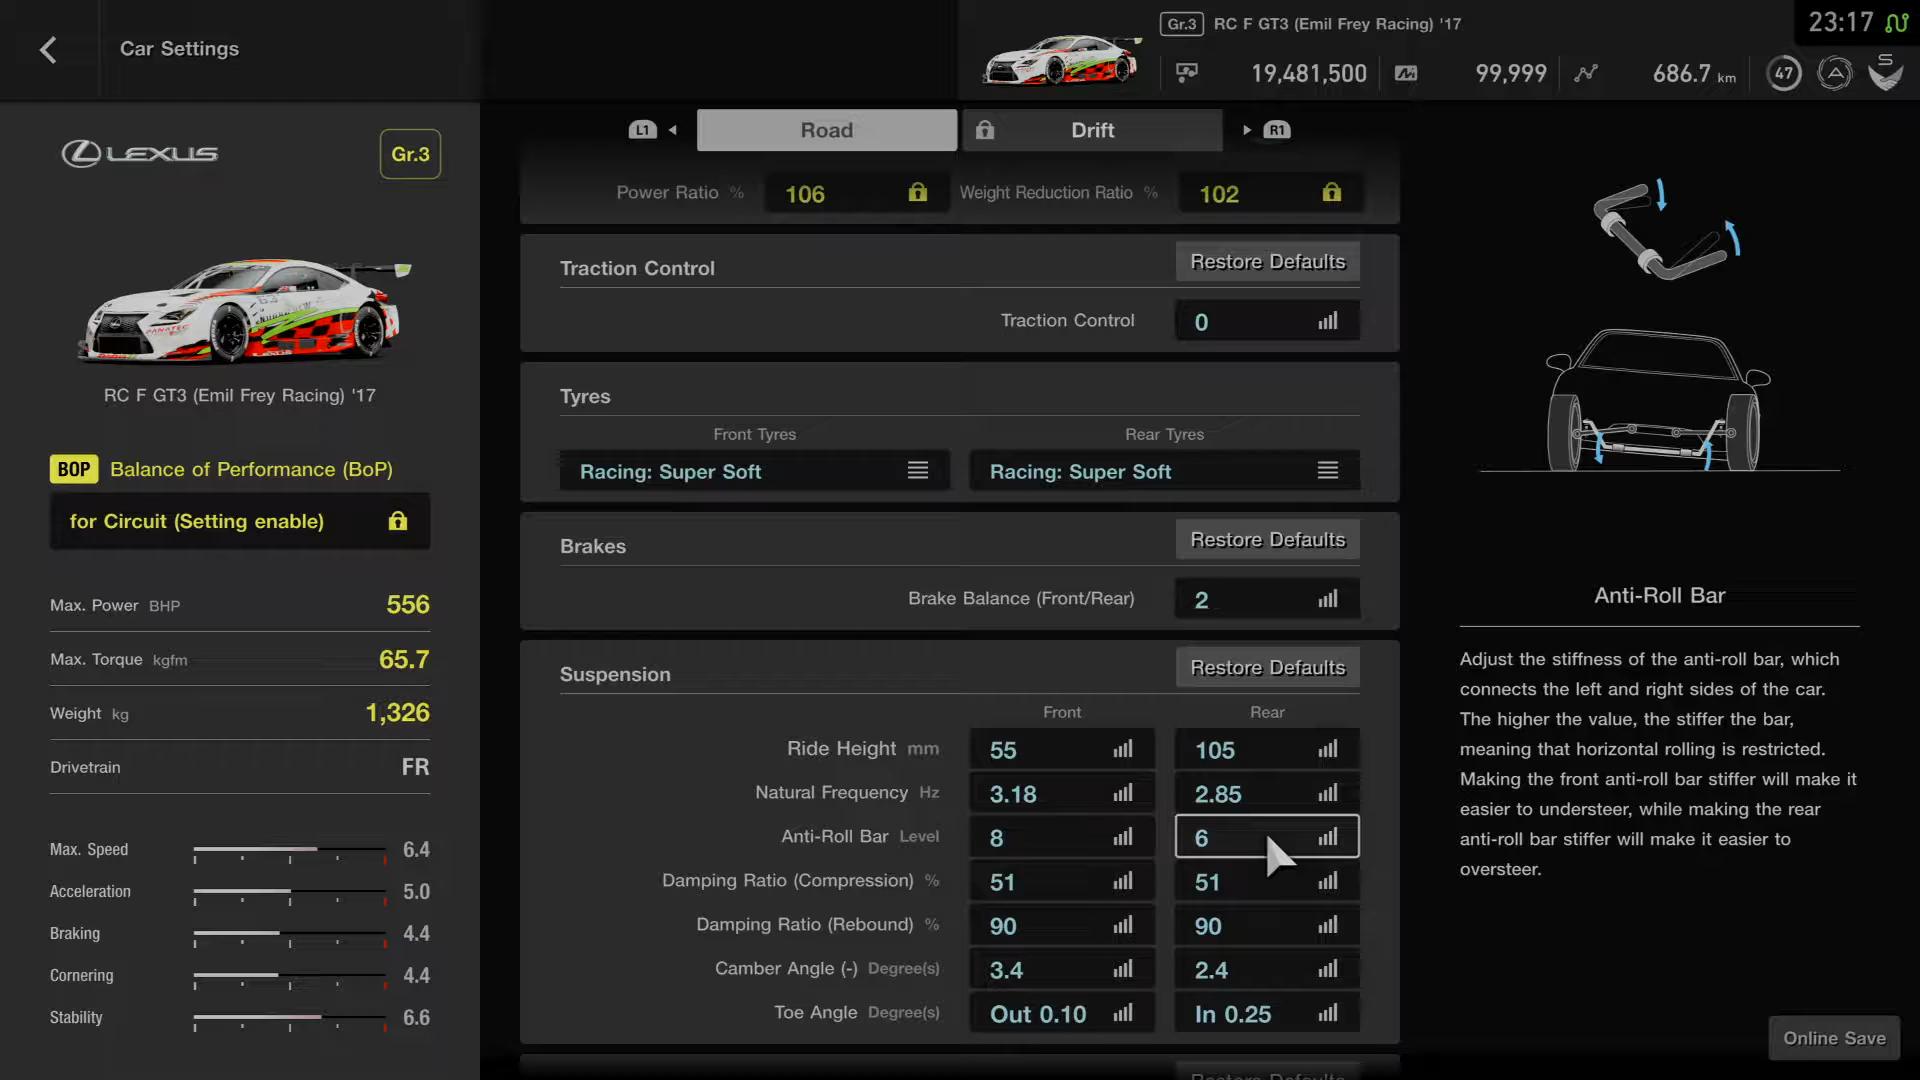 Car Settings
Gr.3 RC F GT3 (Emil Frey Racing) '17
23:17
19,481,500
99,999
686.7 km
47
S
LEXUS
Gr.3
RC F GT3 (Emil Frey Racing) '17
BOP Balance of Performance (BoP)
for Circuit (Setting enable)
Max. Power BHP 556
Max. Torque kgfm 65.7
Weight kg 1,326
Drivetrain FR
Max. Speed 6.4
Acceleration 5.0
Braking 4.4
Cornering 4.4
Stability 6.6
L1 Road Drift R1
Power Ratio % 106 Weight Reduction Ratio % 102
Traction Control Restore Defaults
Traction Control 0
Tyres
Front Tyres Rear Tyres
Racing: Super Soft Racing: Super Soft
Brakes Restore Defaults
Brake Balance (Front/Rear) 2
Suspension Restore Defaults
Front Rear
Ride Height mm 55 105
Natural Frequency Hz 3.18 2.85
Anti-Roll Bar Level 8 6
Damping Ratio (Compression) % 51 51
Damping Ratio (Rebound) % 90 90
Camber Angle (-) Degree(s) 3.4 2.4
Toe Angle Degree(s) Out 0.10 In 0.25
Restore Defaults
Anti-Roll Bar
Adjust the stiffness of the anti-roll bar, which
connects the left and right sides of the car.
The higher the value, the stiffer the bar,
meaning that horizontal rolling is restricted.
Making the front anti-roll bar stiffer will make it
easier to understeer, while making the rear
anti-roll bar stiffer will make it easier to
oversteer.
Online Save